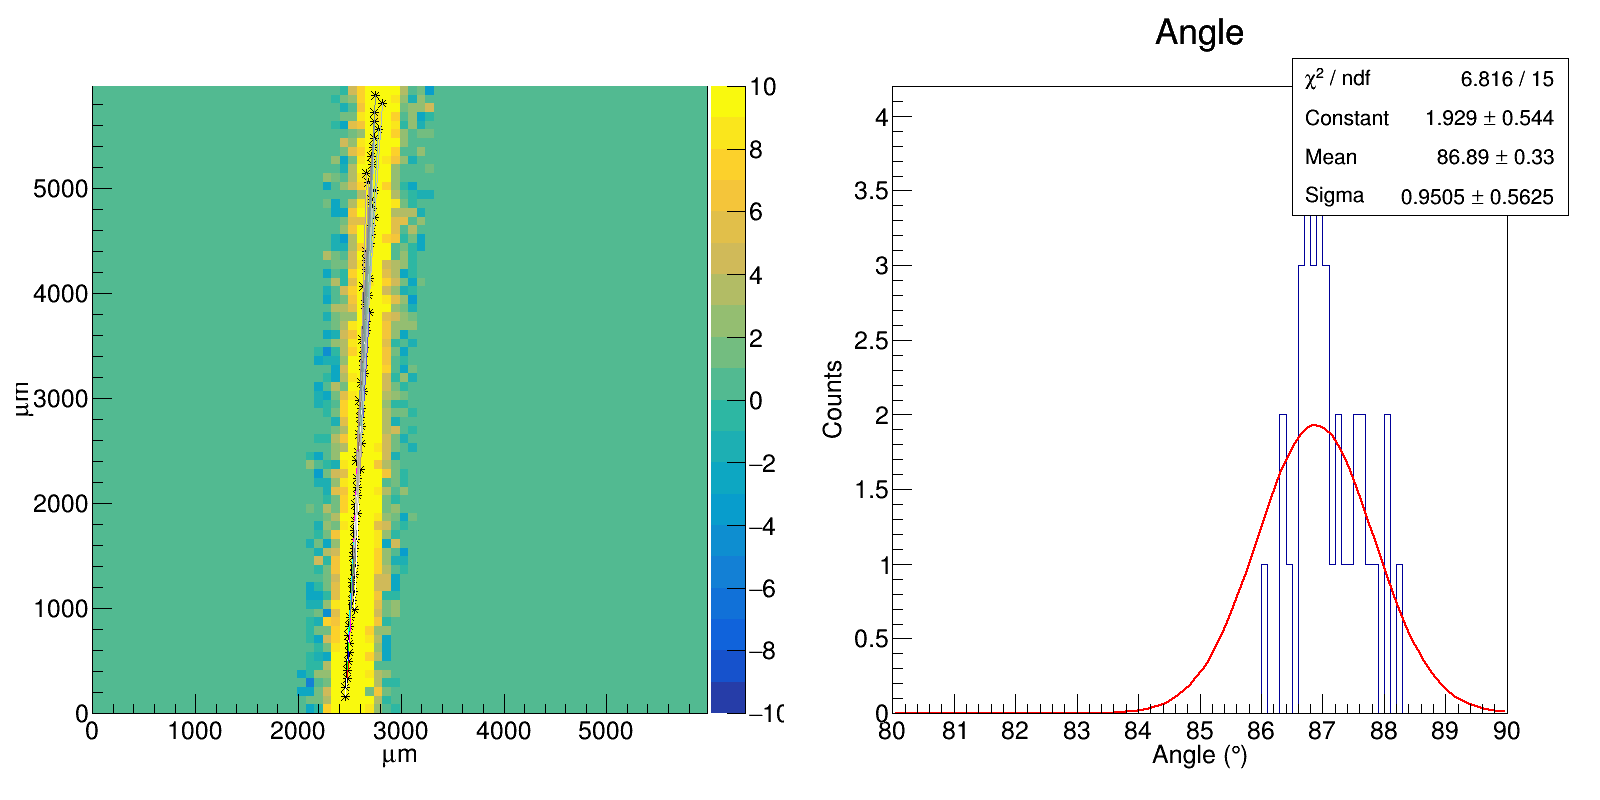 Angle
χ² / ndf 6.816 / 15
Constant 1.929 ± 0.544
Mean 86.89 ± 0.33
Sigma 0.9505 ± 0.5625
5000
4000
3000
2000
1000
0
μm
0 1000 2000 3000 4000 5000
μm
10
8
6
4
2
0
−2
−4
−6
−8
−10
4
3.5
3
2.5
2
1.5
1
0.5
0
Counts
80 81 82 83 84 85 86 87 88 89 90
Angle (°)